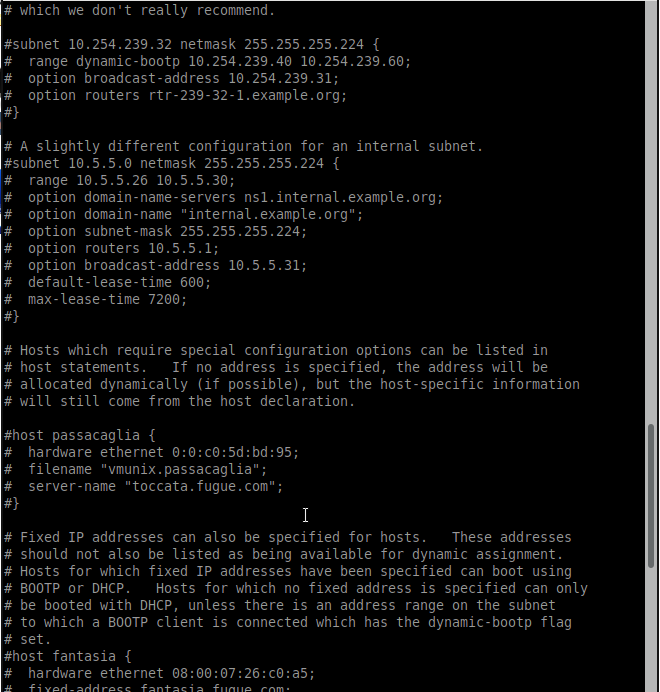 # which we don't really recommend.
#subnet 10.254.239.32 netmask 255.255.255.224 {
#  range dynamic-bootp 10.254.239.40 10.254.239.60;
#  option broadcast-address 10.254.239.31;
#  option routers rtr-239-32-1.example.org;
#}
# A slightly different configuration for an internal subnet.
#subnet 10.5.5.0 netmask 255.255.255.224 {
#  range 10.5.5.26 10.5.5.30;
#  option domain-name-servers ns1.internal.example.org;
#  option domain-name "internal.example.org";
#  option subnet-mask 255.255.255.224;
#  option routers 10.5.5.1;
#  option broadcast-address 10.5.5.31;
#  default-lease-time 600;
#  max-lease-time 7200;
#}
# Hosts which require special configuration options can be listed in
# host statements.   If no address is specified, the address will be
# allocated dynamically (if possible), but the host-specific information
# will still come from the host declaration.
#host passacaglia {
#  hardware ethernet 0:0:c0:5d:bd:95;
#  filename "vmunix.passacaglia";
#  server-name "toccata.fugue.com";
#}
# Fixed IP addresses can also be specified for hosts.   These addresses
# should not also be listed as being available for dynamic assignment.
# Hosts for which fixed IP addresses have been specified can boot using
# BOOTP or DHCP.   Hosts for which no fixed address is specified can only
# be booted with DHCP, unless there is an address range on the subnet
# to which a BOOTP client is connected which has the dynamic-bootp flag
# set.
#host fantasia {
#  hardware ethernet 08:00:07:26:c0:a5;
#  fixed-address fantasia.fugue.com;